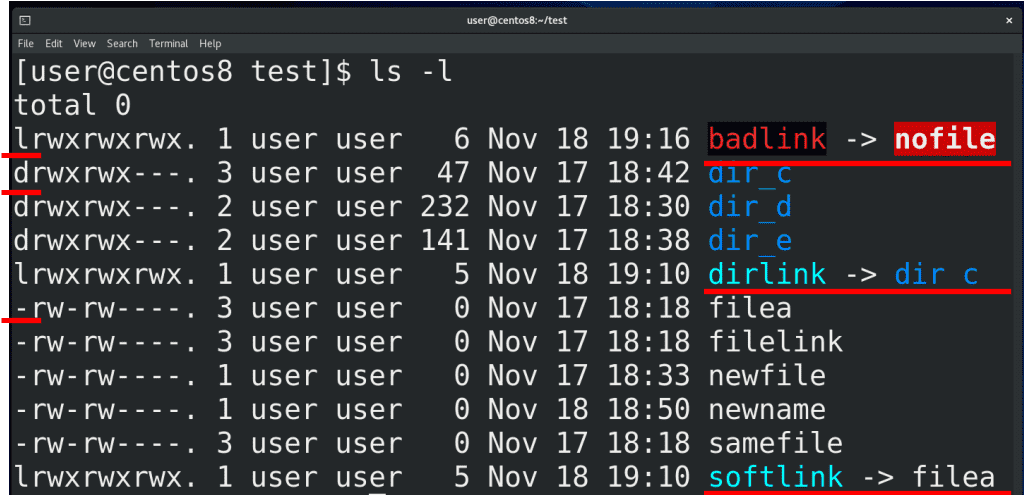 user@centos8:~/test
File Edit View Search Terminal Help
[user@centos8 test]$ ls -l
total 0
lrwxrwxrwx. 1 user user   6 Nov 18 19:16 badlink -> nofile
drwxrwx---. 3 user user  47 Nov 17 18:42 dir_c
drwxrwx---. 2 user user 232 Nov 17 18:30 dir_d
drwxrwx---. 2 user user 141 Nov 17 18:38 dir_e
lrwxrwxrwx. 1 user user   5 Nov 18 19:10 dirlink -> dir_c
-rw-rw----. 3 user user   0 Nov 17 18:18 filea
-rw-rw----. 3 user user   0 Nov 17 18:18 filelink
-rw-rw----. 1 user user   0 Nov 17 18:33 newfile
-rw-rw----. 1 user user   0 Nov 18 18:50 newname
-rw-rw----. 3 user user   0 Nov 17 18:18 samefile
lrwxrwxrwx. 1 user user   5 Nov 18 19:10 softlink -> filea